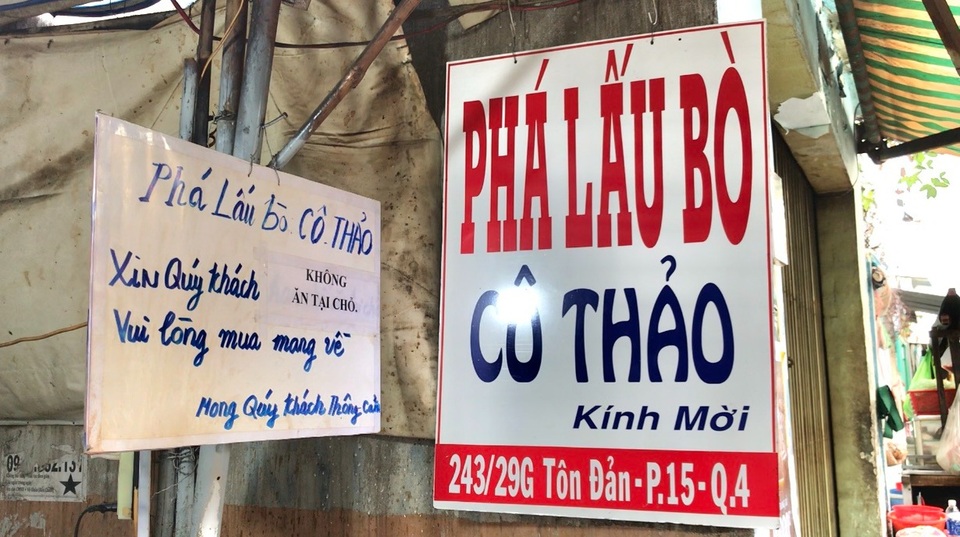 Phá Lấu bò. CÔ THẢO
Xin Quý Khách
KHÔNG
ĂN TẠI CHỎ.
Vui lòng mua mang về
Mong Quý Khách Thông Cảm
PHÁ LẤU BÒ
CÔ THẢO
Kính Mời
243/29G Tôn Đản - P.15 - Q.4